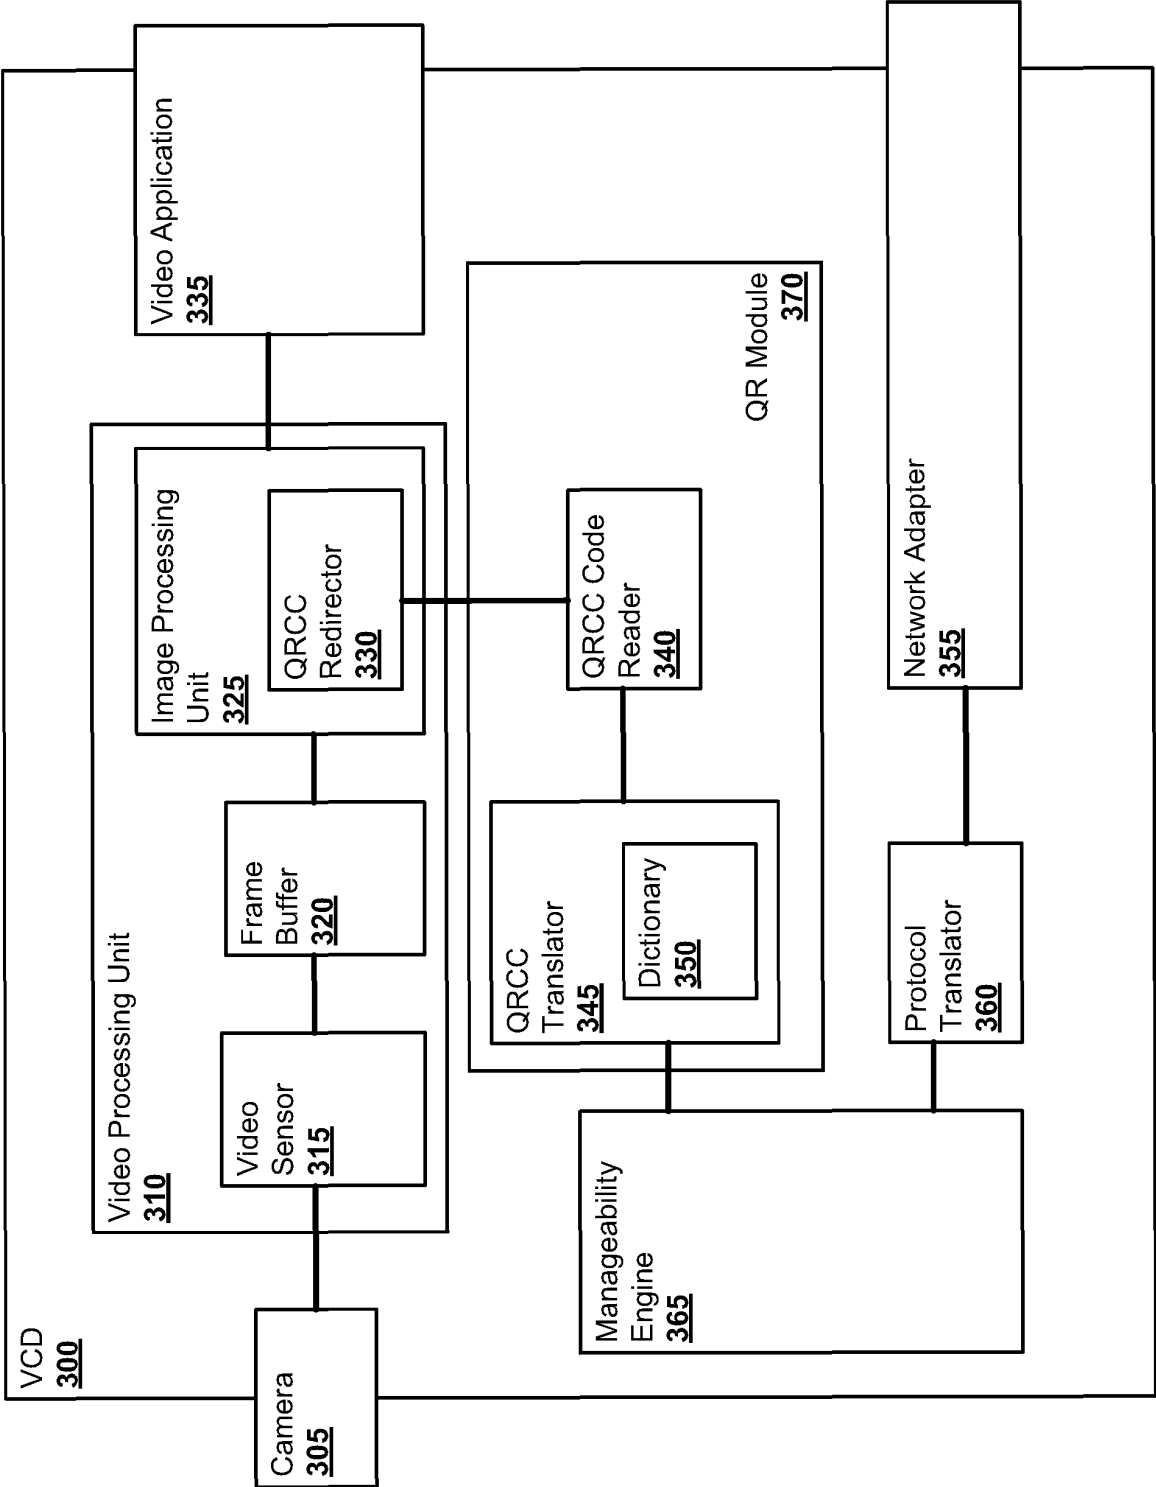 VCD
300
Camera
305
Video Processing Unit
310
Video
Sensor
315
Frame
Buffer
320
Image Processing
Unit
325
QRCC
Redirector
330
Video Application
335
QRCC
Translator
345
Dictionary
350
QRCC Code
Reader
340
QR Module
370
Manageability
Engine
365
Protocol
Translator
360
Network Adapter
355